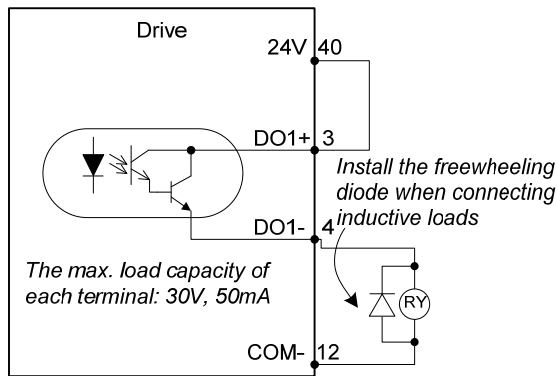 Drive
24V 40
DO1+ 3
Install the freewheeling
diode when connecting
inductive loads
DO1- 4
The max. load capacity of
each terminal: 30V, 50mA
RY
COM- 12